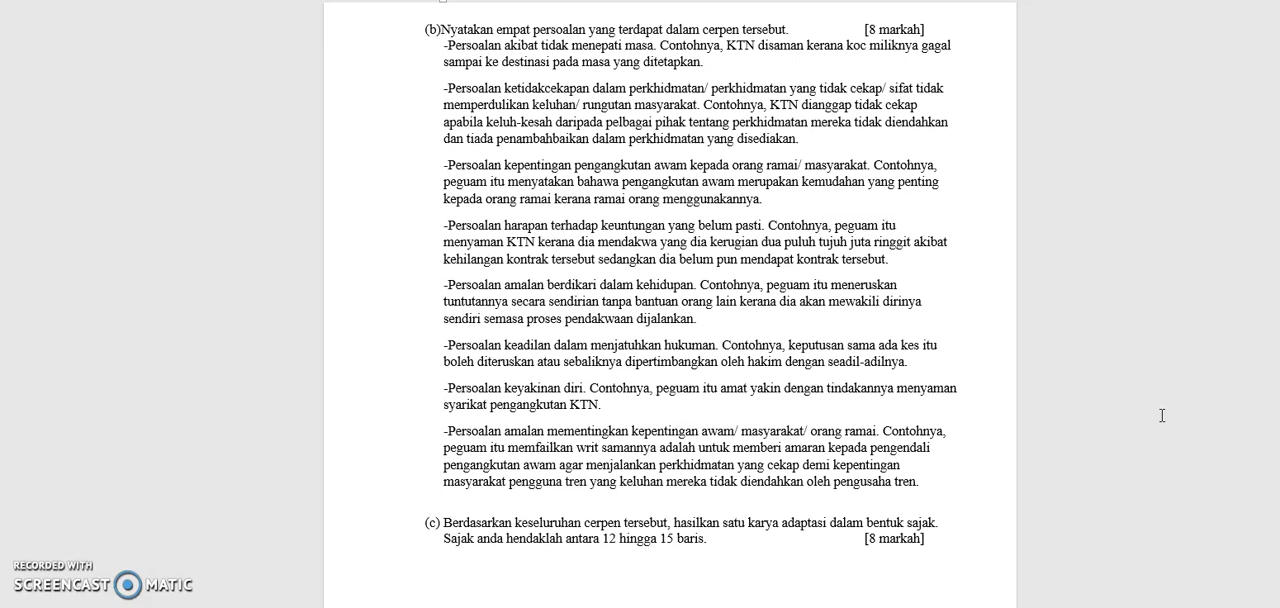 (b)Nyatakan empat persoalan yang terdapat dalam cerpen tersebut. [8 markah]
-Persoalan akibat tidak menepati masa. Contohnya, KTN disaman kerana koc miliknya gagal
sampai ke destinasi pada masa yang ditetapkan.
-Persoalan ketidakcekapan dalam perkhidmatan/ perkhidmatan yang tidak cekap/ sifat tidak
memperdulikan keluhan/ rungutan masyarakat. Contohnya, KTN dianggap tidak cekap
apabila keluh-kesah daripada pelbagai pihak tentang perkhidmatan mereka tidak diendahkan
dan tiada penambahbaikan dalam perkhidmatan yang disediakan.
-Persoalan kepentingan pengangkutan awam kepada orang ramai/ masyarakat. Contohnya,
peguam itu menyatakan bahawa pengangkutan awam merupakan kemudahan yang penting
kepada orang ramai kerana ramai orang menggunakannya.
-Persoalan harapan terhadap keuntungan yang belum pasti. Contohnya, peguam itu
menyaman KTN kerana dia mendakwa yang dia kerugian dua puluh tujuh juta ringgit akibat
kehilangan kontrak tersebut sedangkan dia belum pun mendapat kontrak tersebut.
-Persoalan amalan berdikari dalam kehidupan. Contohnya, peguam itu meneruskan
tuntutannya secara sendirian tanpa bantuan orang lain kerana dia akan mewakili dirinya
sendiri semasa proses pendakwaan dijalankan.
-Persoalan keadilan dalam menjatuhkan hukuman. Contohnya, keputusan sama ada kes itu
boleh diteruskan atau sebaliknya dipertimbangkan oleh hakim dengan seadil-adilnya.
-Persoalan keyakinan diri. Contohnya, peguam itu amat yakin dengan tindakannya menyaman
syarikat pengangkutan KTN.
-Persoalan amalan mementingkan kepentingan awam/ masyarakat/ orang ramai. Contohnya,
peguam itu memfailkan writ samannya adalah untuk memberi amaran kepada pengendali
pengangkutan awam agar menjalankan perkhidmatan yang cekap demi kepentingan
masyarakat pengguna tren yang keluhan mereka tidak diendahkan oleh pengusaha tren.
(c) Berdasarkan keseluruhan cerpen tersebut, hasilkan satu karya adaptasi dalam bentuk sajak.
Sajak anda hendaklah antara 12 hingga 15 baris. [8 markah]
RECORDED WITH
SCREENCAST MATIC